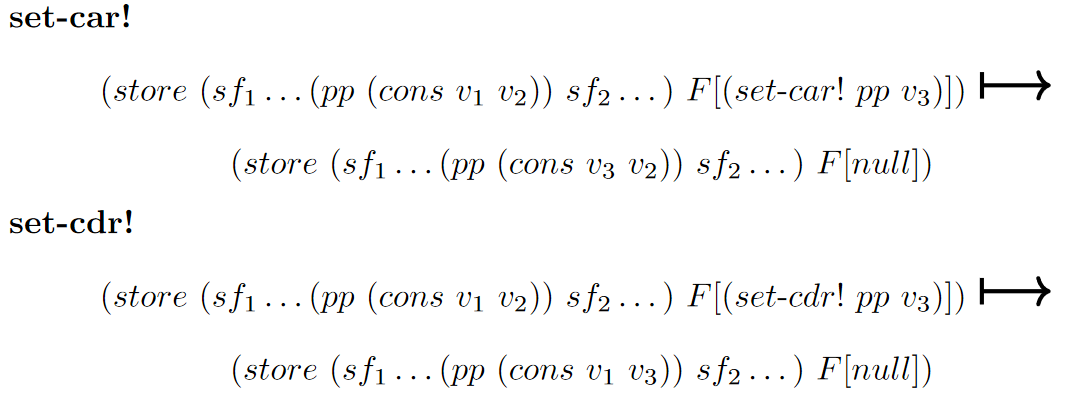 set-car!
(store (sf₁ … (pp (cons v₁ v₂)) sf₂ … ) F[(set-car! pp v₃)]) ⟼
(store (sf₁ … (pp (cons v₃ v₂)) sf₂ … ) F[null])
set-cdr!
(store (sf₁ … (pp (cons v₁ v₂)) sf₂ … ) F[(set-cdr! pp v₃)]) ⟼
(store (sf₁ … (pp (cons v₁ v₃)) sf₂ … ) F[null])